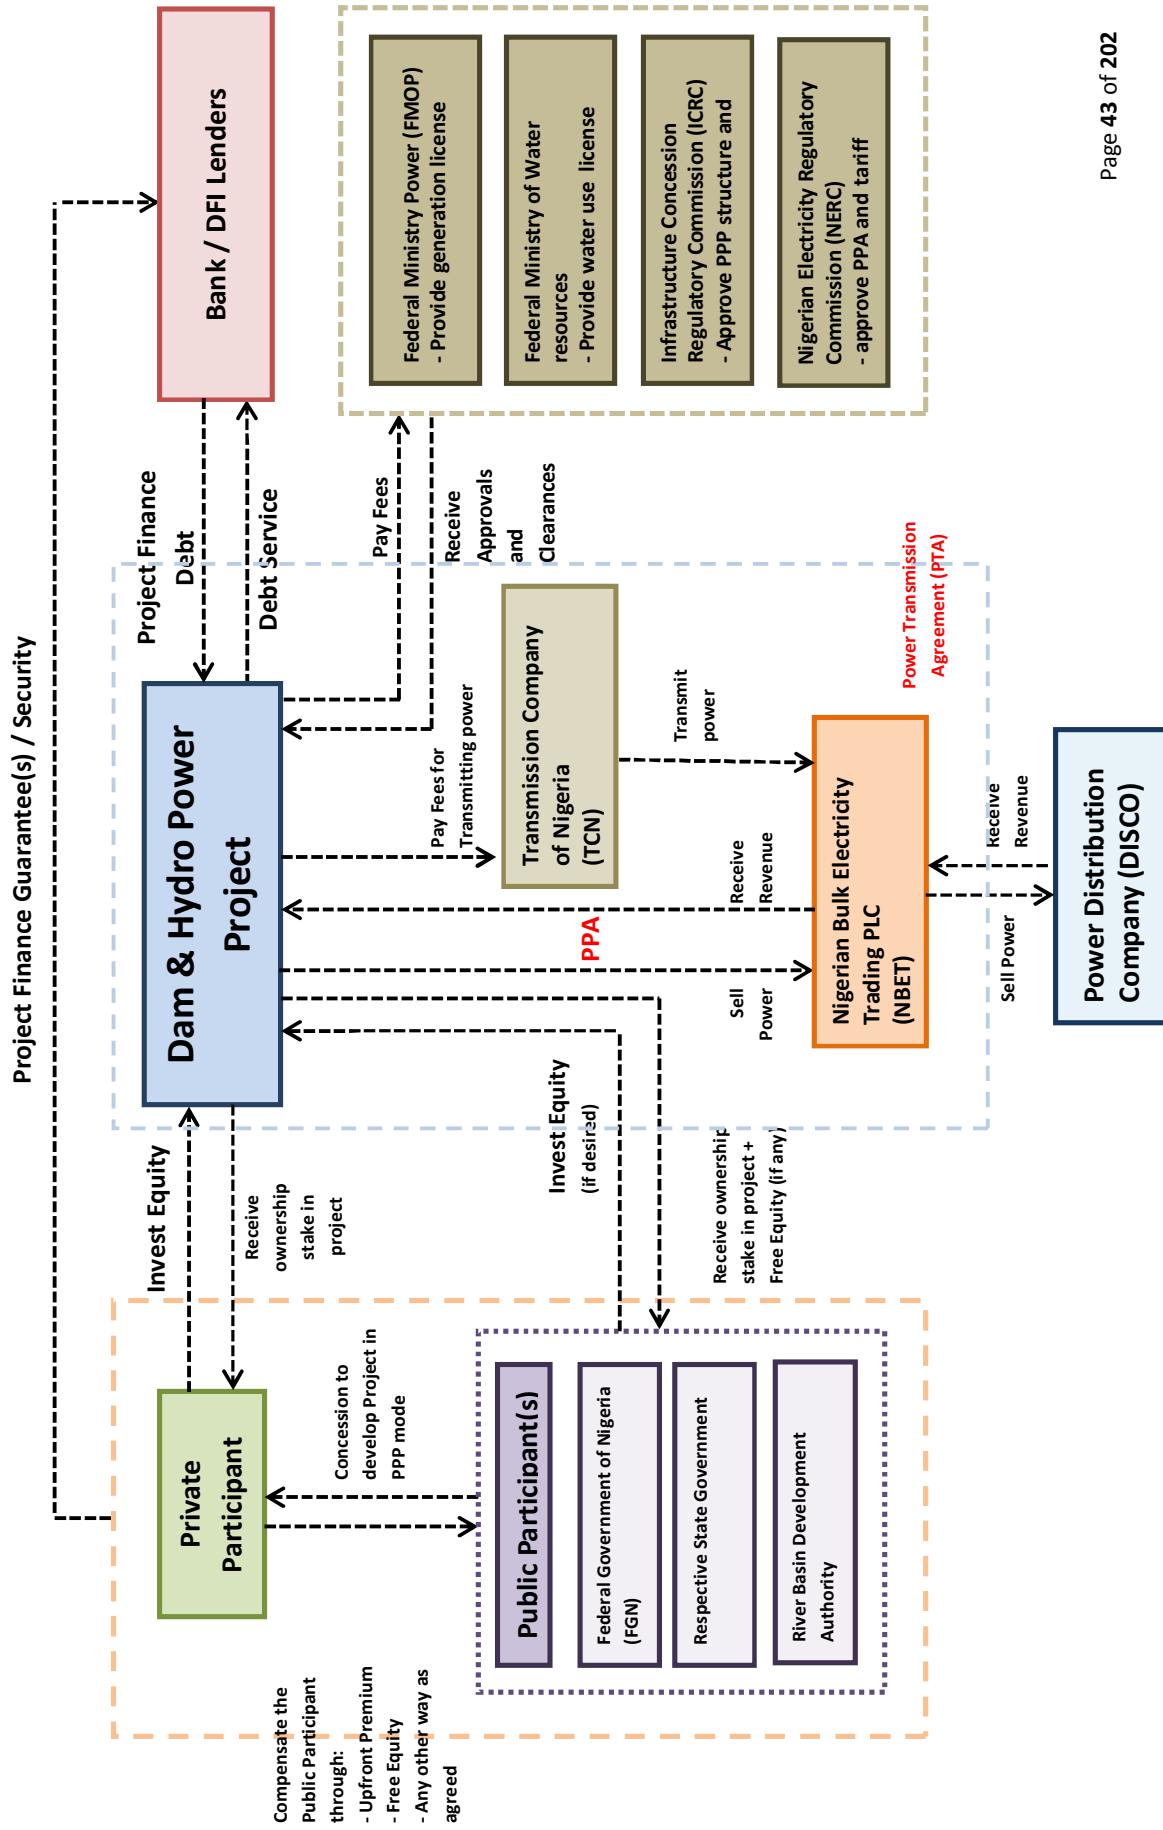 Project Finance Guarantee(s) / Security
Private
Participant
Invest Equity
Receive
ownership
stake in
project
Dam & Hydro Power
Project
Project Finance
Debt
Debt Service
Bank / DFI Lenders
Compensate the
Public Participant
through:
- Upfront Premium
- Free Equity
- Any other way as
agreed
Concession to
develop Project in
PPP mode
Public Participant(s)
Federal Government of Nigeria
(FGN)
Respective State Government
River Basin Development
Authority
Invest Equity
(if desired)
Receive ownership
stake in project +
Free Equity (if any)
Sell
Power
PPA
Receive
Revenue
Pay Fees for
Transmitting power
Transmission Company
of Nigeria
(TCN)
Transmit
power
Pay Fees
Receive
Approvals
and
Clearances
Federal Ministry Power (FMOP)
- Provide generation license
Federal Ministry of Water
resources
- Provide water use license
Infrastructure Concession
Regulatory Commission (ICRC)
- Approve PPP structure and
Nigerian Electricity Regulatory
Commission (NERC)
- approve PPA and tariff
Nigerian Bulk Electricity
Trading PLC
(NBET)
Power Transmission
Agreement (PTA)
Sell Power
Receive
Revenue
Power Distribution
Company (DISCO)
Page 43 of 202